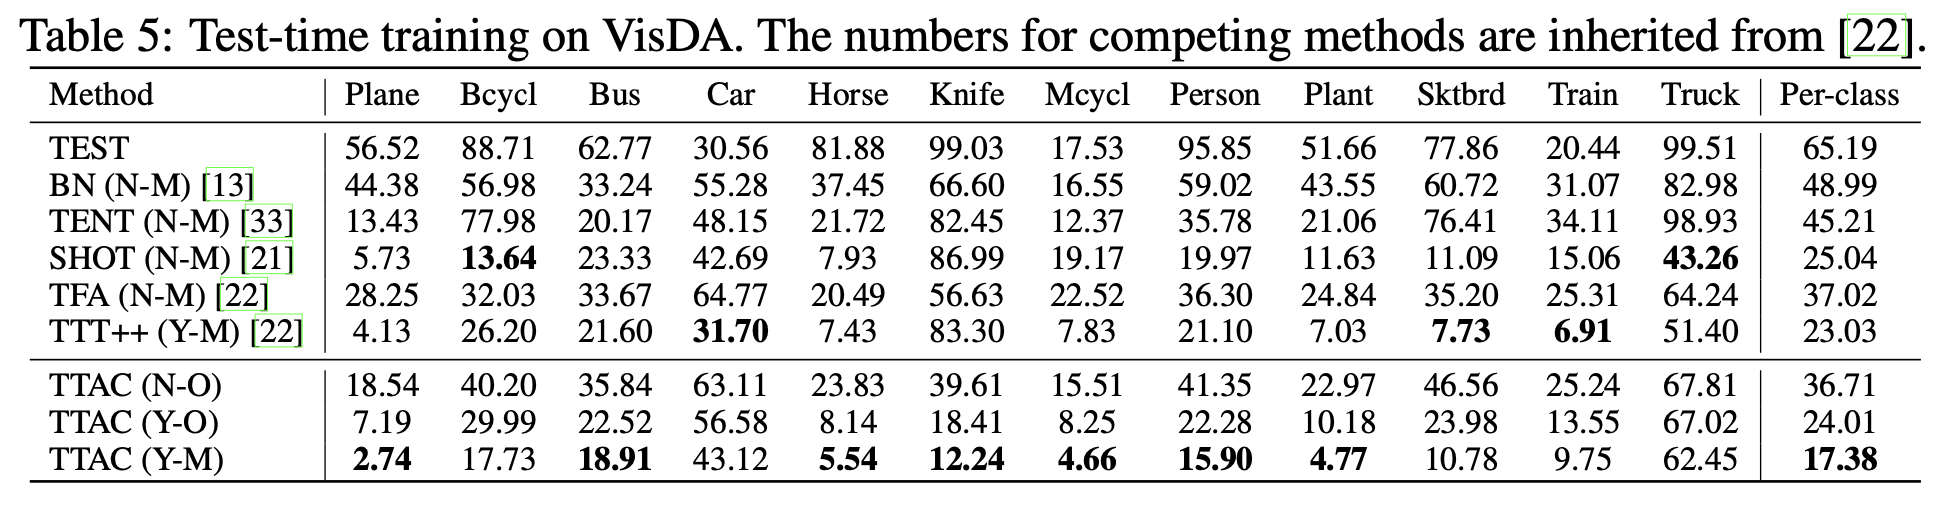 Table 5: Test-time training on VisDA. The numbers for competing methods are inherited from [22].
Method Plane Bcycl Bus Car Horse Knife Mcycl Person Plant Sktbrd Train Truck Per-class
TEST 56.52 88.71 62.77 30.56 81.88 99.03 17.53 95.85 51.66 77.86 20.44 99.51 65.19
BN (N-M) [13] 44.38 56.98 33.24 55.28 37.45 66.60 16.55 59.02 43.55 60.72 31.07 82.98 48.99
TENT (N-M) [33] 13.43 77.98 20.17 48.15 21.72 82.45 12.37 35.78 21.06 76.41 34.11 98.93 45.21
SHOT (N-M) [21] 5.73 13.64 23.33 42.69 7.93 86.99 19.17 19.97 11.63 11.09 15.06 43.26 25.04
TFA (N-M) [22] 28.25 32.03 33.67 64.77 20.49 56.63 22.52 36.30 24.84 35.20 25.31 64.24 37.02
TTT++ (Y-M) [22] 4.13 26.20 21.60 31.70 7.43 83.30 7.83 21.10 7.03 7.73 6.91 51.40 23.03
TTAC (N-O) 18.54 40.20 35.84 63.11 23.83 39.61 15.51 41.35 22.97 46.56 25.24 67.81 36.71
TTAC (Y-O) 7.19 29.99 22.52 56.58 8.14 18.41 8.25 22.28 10.18 23.98 13.55 67.02 24.01
TTAC (Y-M) 2.74 17.73 18.91 43.12 5.54 12.24 4.66 15.90 4.77 10.78 9.75 62.45 17.38